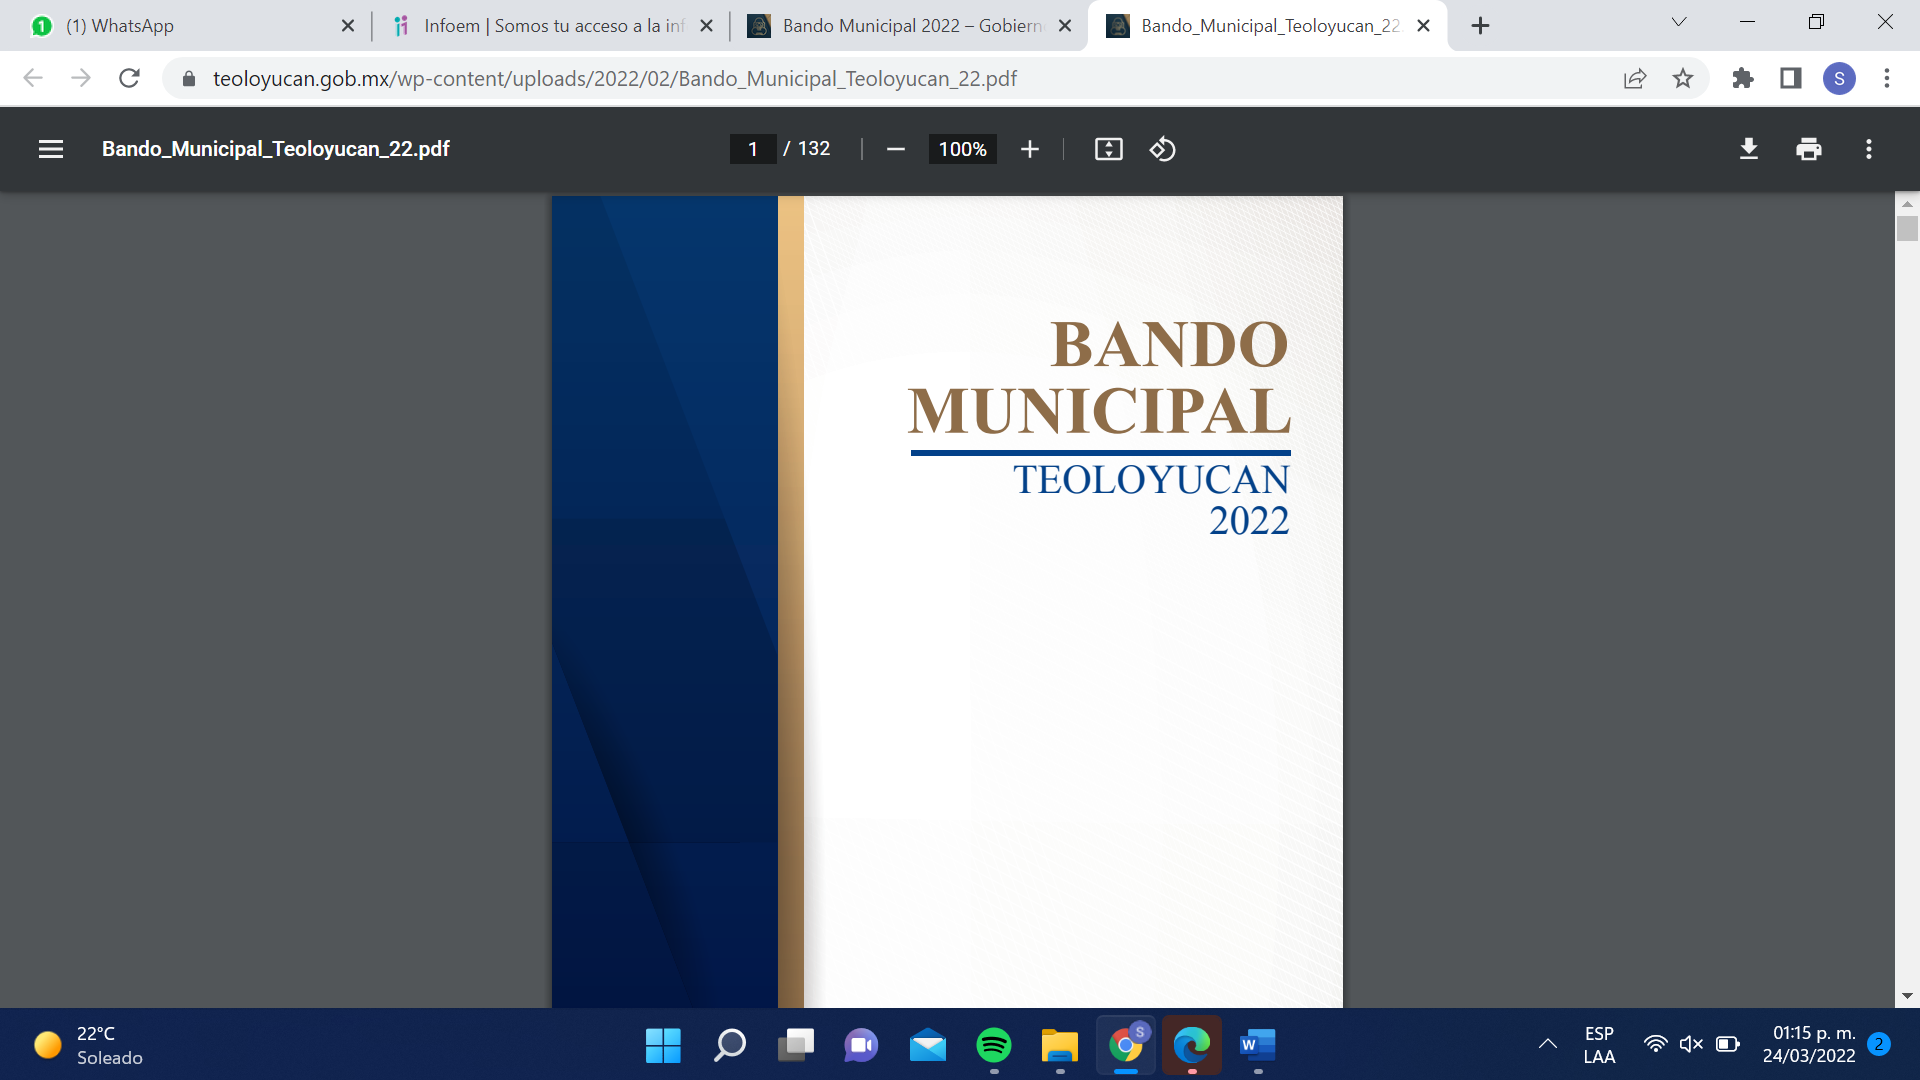 (1) WhatsApp
Infoem | Somos tu acceso a la inf
Bando Municipal 2022 – Gobiern
Bando_Municipal_Teoloyucan_22.
teoloyucan.gob.mx/wp-content/uploads/2022/02/Bando_Municipal_Teoloyucan_22.pdf
S
Bando_Municipal_Teoloyucan_22.pdf
1 / 132
100%
BANDO
MUNICIPAL
TEOLOYUCAN
2022
22°C
Soleado
ESP
LAA
01:15 p. m.
24/03/2022
2